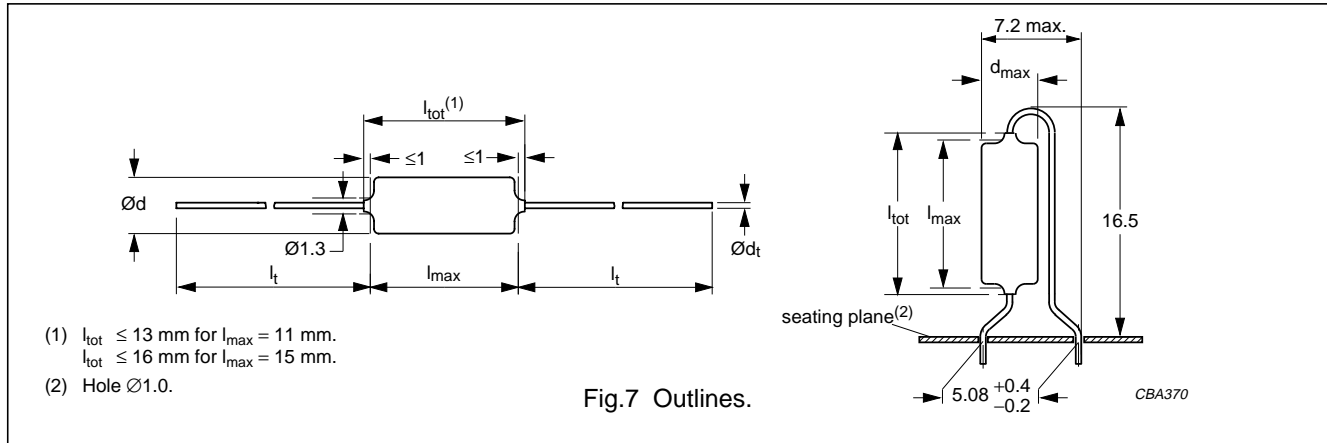 l_tot(1)
≤1
≤1
Ød
Ø1.3
Ød_t
l_t
l_max
l_t
7.2 max.
d_max
l_tot
l_max
16.5
seating plane(2)
5.08 +0.4 −0.2
(1) l_tot ≤ 13 mm for l_max = 11 mm.
l_tot ≤ 16 mm for l_max = 15 mm.
(2) Hole ∅1.0.
Fig.7 Outlines.
CBA370